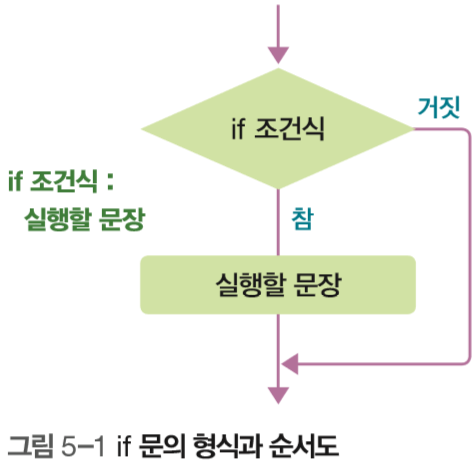 if 조건식
거짓
if 조건식 :
실행할 문장
참
실행할 문장
그림 5-1 if 문의 형식과 순서도